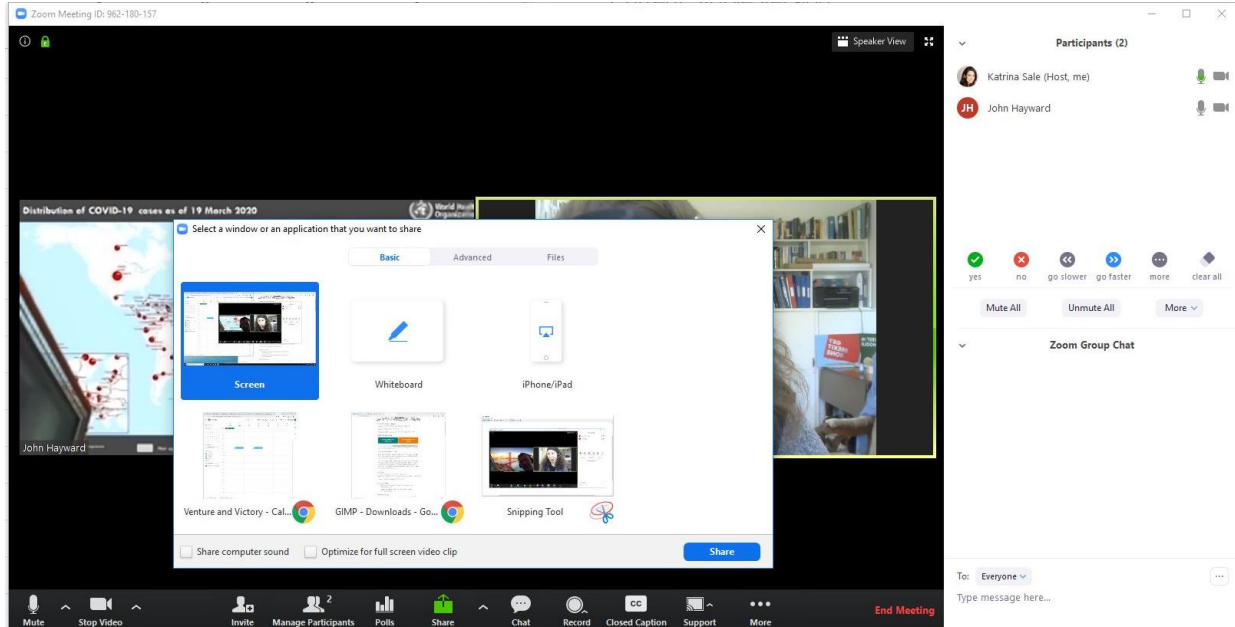 Zoom Meeting ID: 962-180-157
Speaker View
Distribution of COVID-19 cases as of 19 March 2020
World Health
Organization
John Hayward
Select a window or an application that you want to share
Basic Advanced Files
Screen Whiteboard iPhone/iPad
Venture and Victory - Cal... GIMP - Downloads - Go... Snipping Tool
Share computer sound Optimize for full screen video clip Share
2
Mute Stop Video Invite Manage Participants Polls Share Chat Record CC Closed Caption Support More End Meeting
Participants (2)
Katrina Sale (Host, me)
JH John Hayward
yes no go slower go faster more clear all
Mute All Unmute All More
Zoom Group Chat
To: Everyone
Type message here...